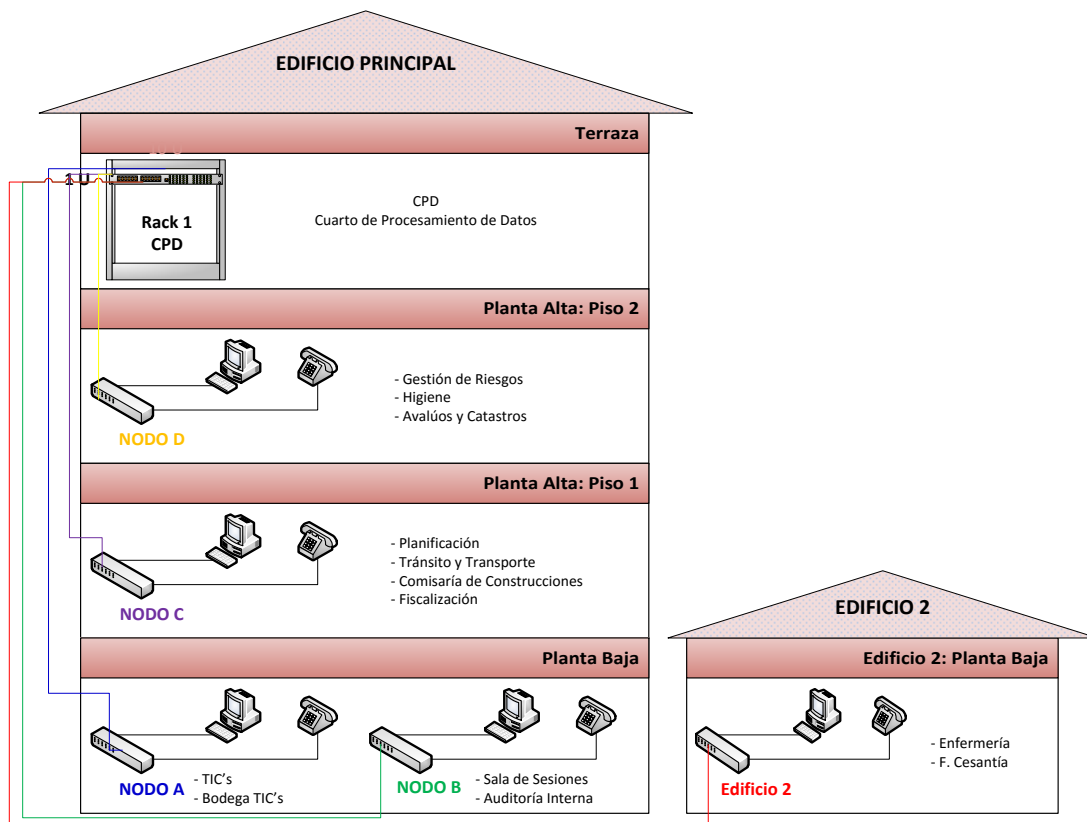 EDIFICIO PRINCIPAL
Terraza
1 U
Rack 1
CPD
CPD
Cuarto de Procesamiento de Datos
Planta Alta: Piso 2
- Gestión de Riesgos
- Higiene
- Avalúos y Catastros
NODO D
Planta Alta: Piso 1
- Planificación
- Tránsito y Transporte
- Comisaría de Construcciones
- Fiscalización
NODO C
Planta Baja
NODO A
- TIC's
- Bodega TIC's
NODO B
- Sala de Sesiones
- Auditoría Interna
EDIFICIO 2
Edificio 2: Planta Baja
- Enfermería
- F. Cesantía
Edificio 2